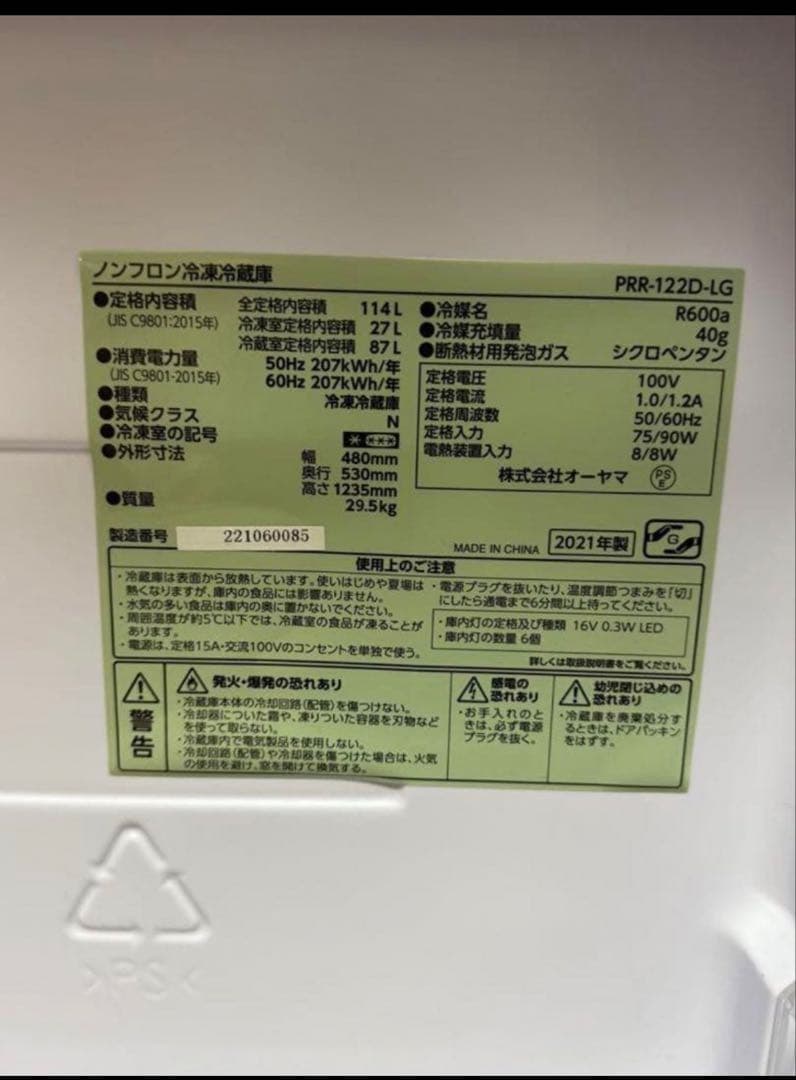 ノンフロン冷凍冷蔵庫 PRR-122D-LG
●定格内容積 全定格内容積 114L
(JIS C9801:2015年) 冷凍室定格内容積 27L
冷蔵室定格内容積 87L
●消費電力量 50Hz 207kWh/年
(JIS C9801-2015年) 60Hz 207kWh/年
●種類 冷凍冷蔵庫
●気候クラス N
●冷凍室の記号
●外形寸法 幅 480mm
奥行 530mm
高さ 1235mm
●質量 29.5kg
●冷媒名 R600a
●冷媒充填量 40g
●断熱材用発泡ガス シクロペンタン
定格電圧 100V
定格電流 1.0/1.2A
定格周波数 50/60Hz
定格入力 75/90W
電熱装置入力 8/8W
株式会社オーヤマ PSE
製造番号 221060085
MADE IN CHINA 2021年製 G
使用上のご注意
・冷蔵庫は表面から放熱しています。使いはじめや夏場は
熱くなりますが、庫内の食品には影響ありません。
・水気の多い食品は庫内の奥に置かないでください。
・周囲温度が約5℃以下では、冷蔵室の食品が凍ることが
あります。
・電源は、定格15A・交流100Vのコンセントを単独で使う。
・電源プラグを抜いたり、温度調節つまみを「切」
にしたら通電まで6分間以上待ってください。
・庫内灯の定格及び種類 16V 0.3W LED
・庫内灯の数量 6個
詳しくは取扱説明書をご覧ください。
警告
発火・爆発の恐れあり
・冷蔵庫本体の冷却回路(配管)を傷つけない。
・冷却器についた霜や、凍りついた容器を刃物など
を使って取らない。
・冷蔵庫内で電気製品を使用しない。
・冷却回路(配管)や冷却器を傷つけた場合は、火気
の使用を避け、窓を開けて換気する。
感電の
恐れあり
・お手入れのと
きは、必ず電源
プラグを抜く。
幼児閉じ込めの
恐れあり
・冷蔵庫を廃棄処分す
るときは、ドアパッキン
をはずす。
>PS<